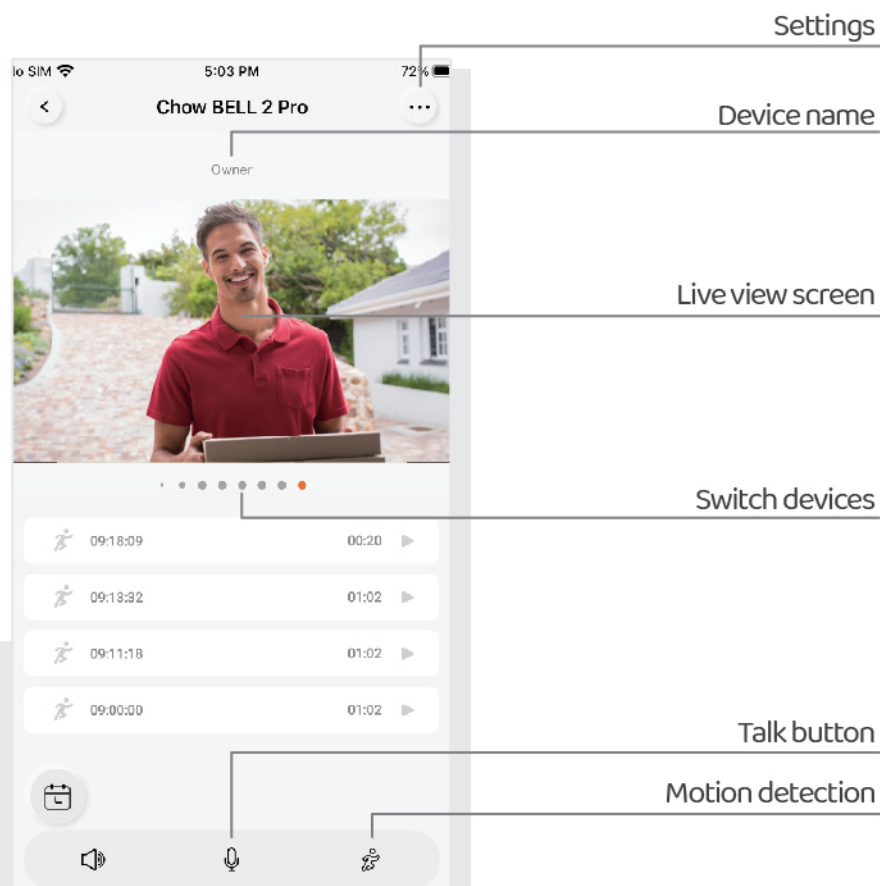 Settings
lo SIM 5:03 PM 72%
Chow BELL 2 Pro
Device name
Owner
Live view screen
Switch devices
09:18:09 00:20
09:13:32 01:02
09:11:18 01:02
09:00:00 01:02
Talk button
Motion detection